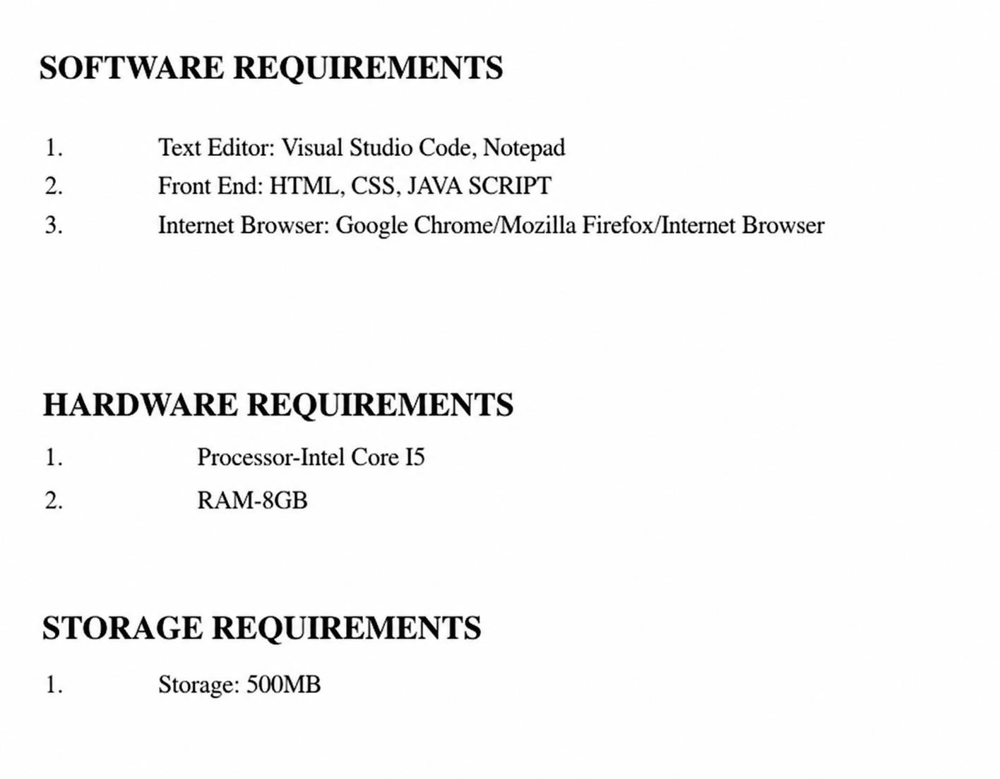 SOFTWARE REQUIREMENTS
1. Text Editor: Visual Studio Code, Notepad
2. Front End: HTML, CSS, JAVA SCRIPT
3. Internet Browser: Google Chrome/Mozilla Firefox/Internet Browser
HARDWARE REQUIREMENTS
1. Processor-Intel Core I5
2. RAM-8GB
STORAGE REQUIREMENTS
1. Storage: 500MB